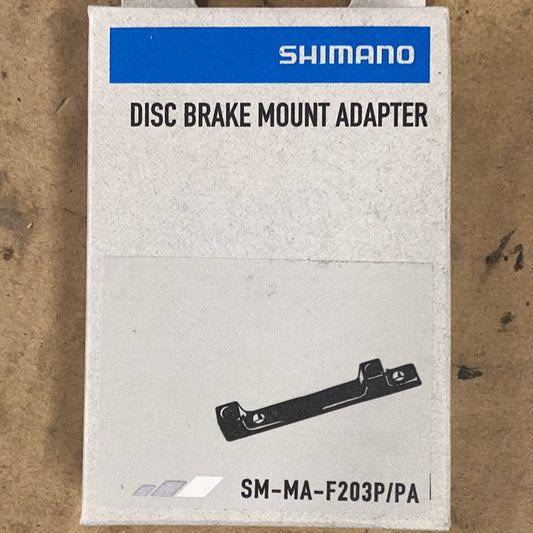 SHIMANO
DISC BRAKE MOUNT ADAPTER
SM-MA-F203P/PA